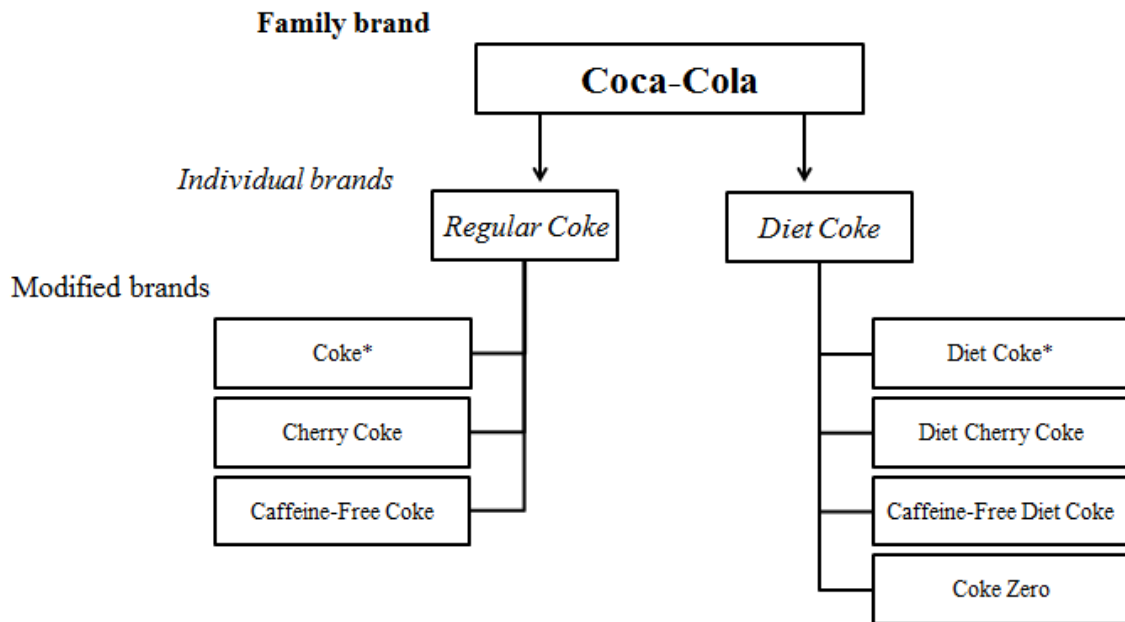 Family brand
Coca-Cola
Individual brands
Regular Coke
Diet Coke
Modified brands
Coke*
Cherry Coke
Caffeine-Free Coke
Diet Coke*
Diet Cherry Coke
Caffeine-Free Diet Coke
Coke Zero